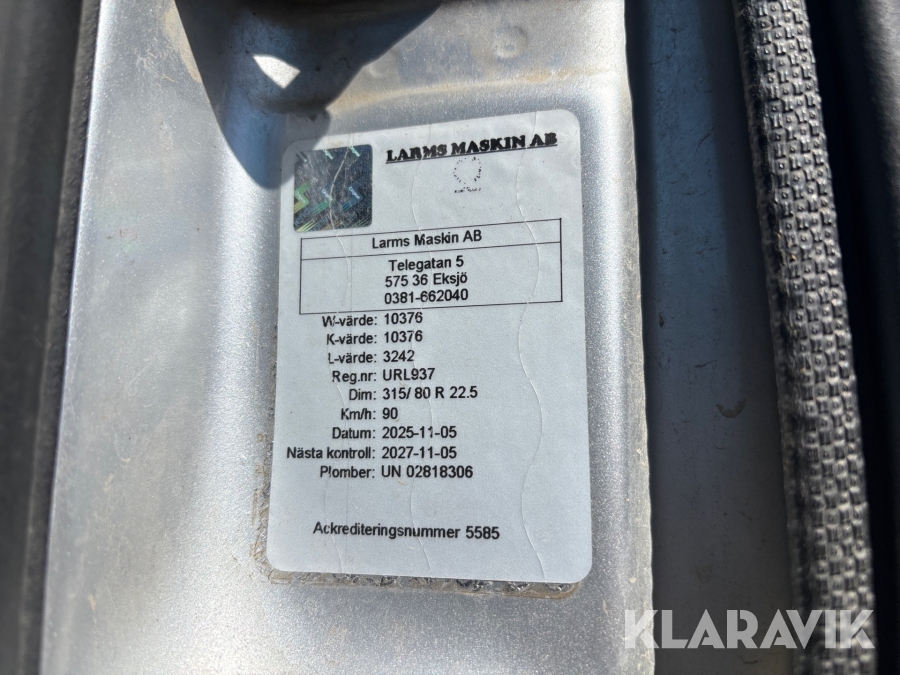 LARMS MASKIN AB
Larms Maskin AB
Telegatan 5
575 36 Eksjö
0381-662040
W-värde: 10376
K-värde: 10376
L-värde: 3242
Reg.nr: URL937
Dim: 315/ 80 R 22.5
Km/h: 90
Datum: 2025-11-05
Nästa kontroll: 2027-11-05
Plomber: UN 02818306
Ackrediteringsnummer 5585
KLARAVIK